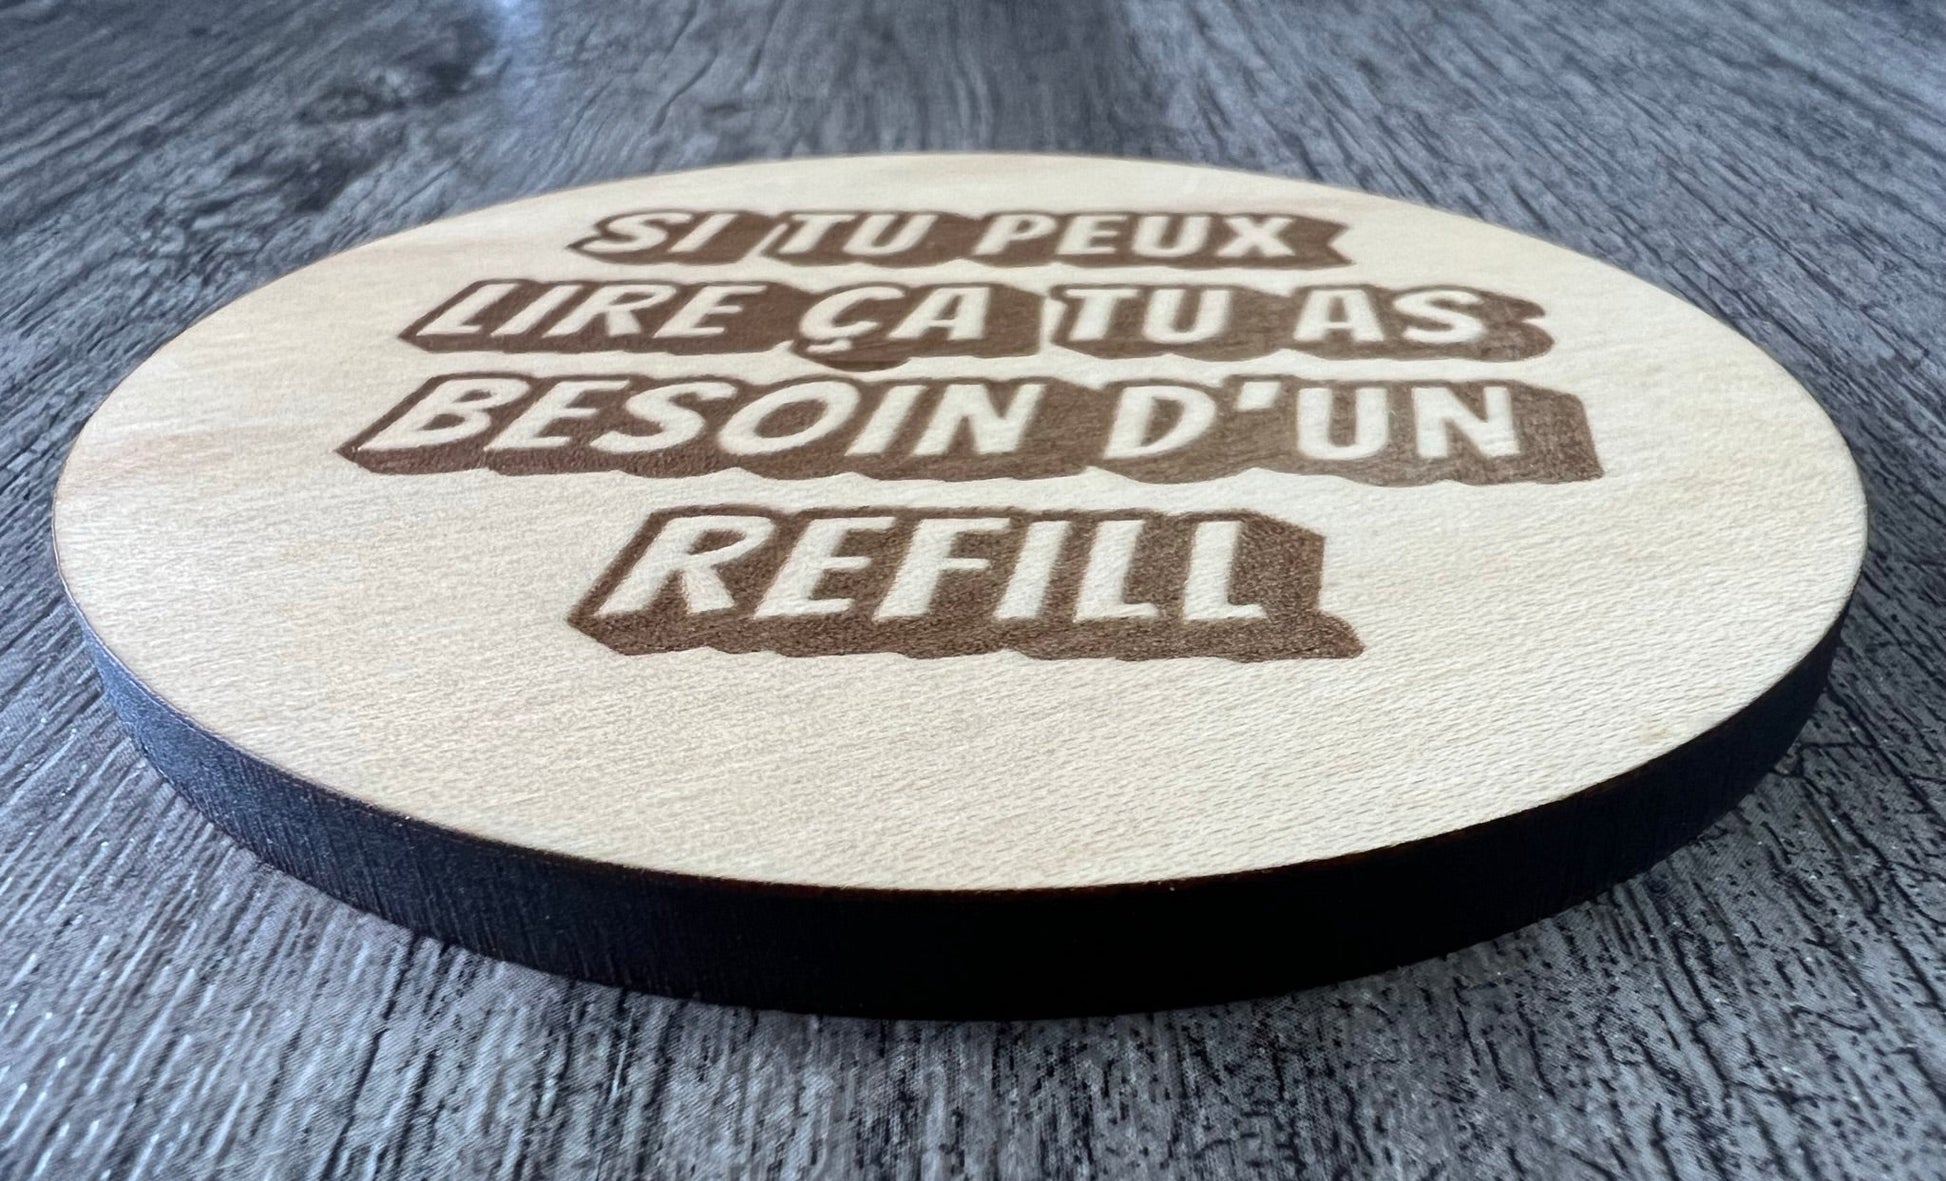 SI TU PEUX
LIRE ÇA TU AS
BESOIN D'UN
REFILL